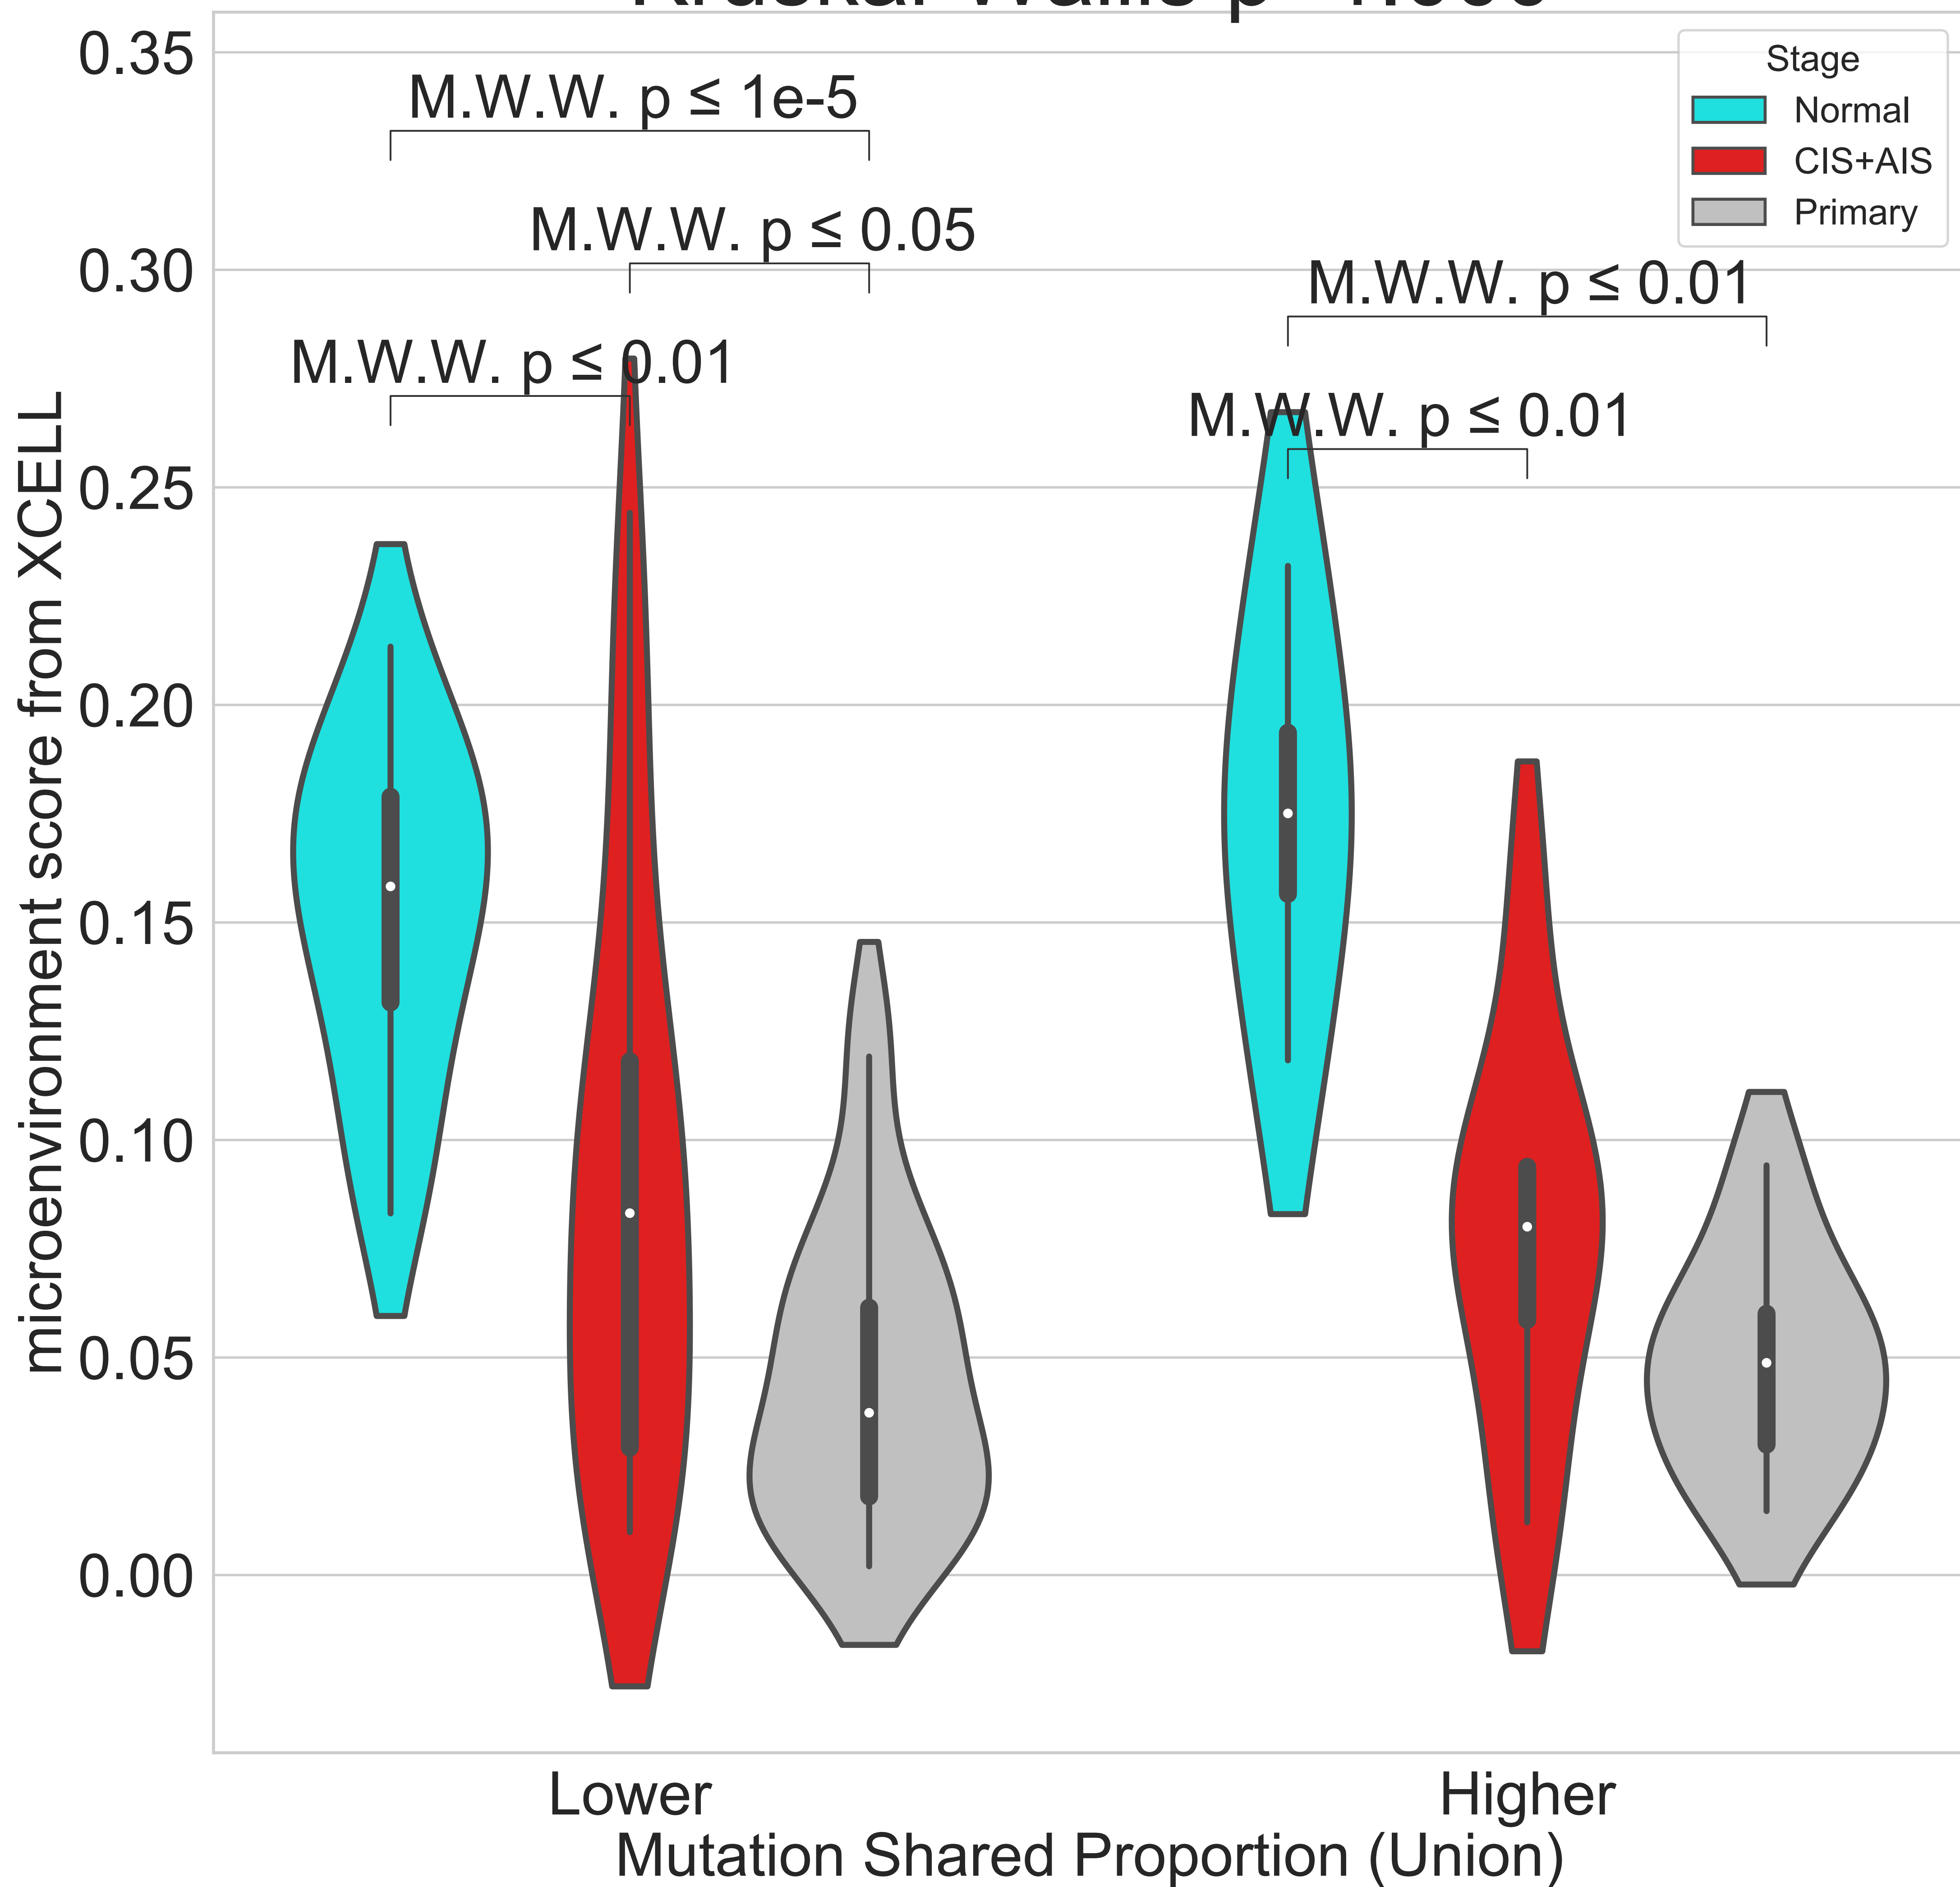 0.35
0.30
0.25
0.20
0.15
0.10
0.05
0.00
microenvironment score from XCELL
M.W.W. p ≤ 1e-5
M.W.W. p ≤ 0.05
M.W.W. p ≤ 0.01
M.W.W. p ≤ 0.01
M.W.W. p ≤ 0.01
Stage
Normal
CIS+AIS
Primary
Lower
Higher
Mutation Shared Proportion (Union)